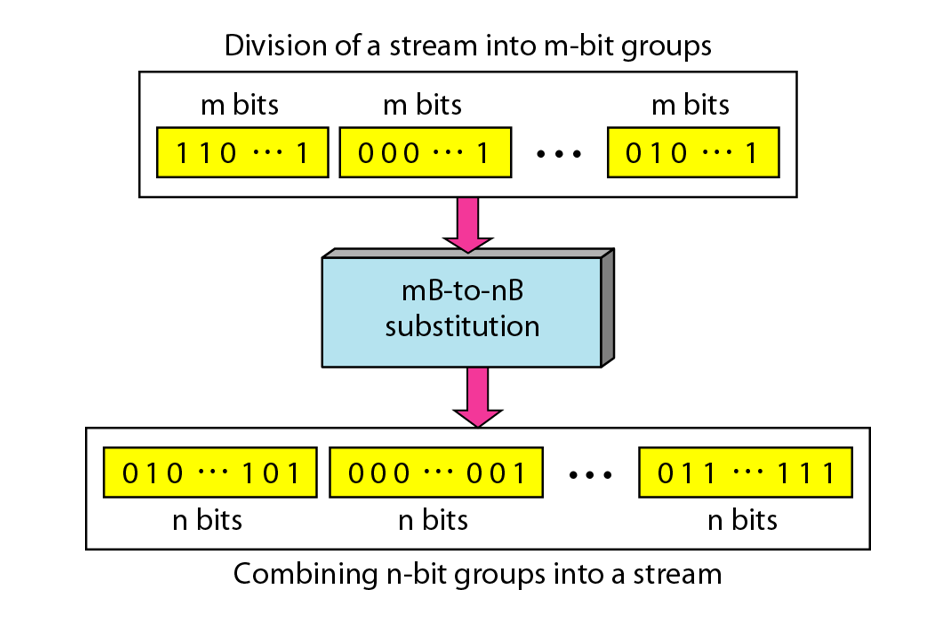 Division of a stream into m-bit groups
m bits m bits m bits
1 1 0 ··· 1 0 0 0 ··· 1 ··· 0 1 0 ··· 1
mB-to-nB
substitution
0 1 0 ··· 1 0 1 0 0 0 ··· 0 0 1 ··· 0 1 1 ··· 1 1 1
n bits n bits n bits
Combining n-bit groups into a stream